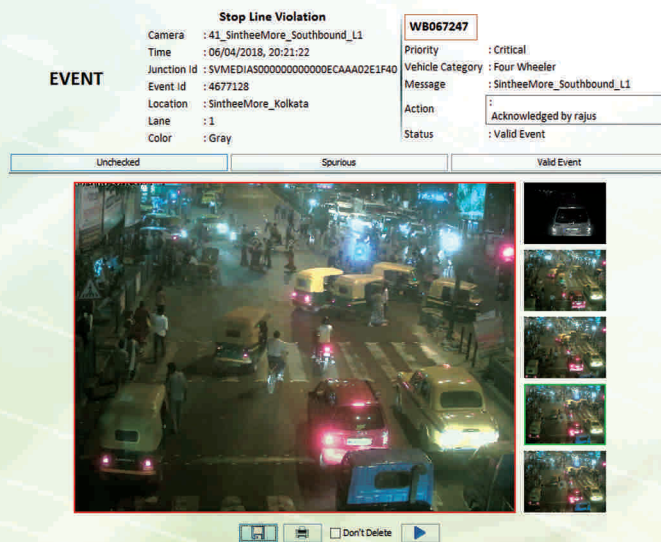 Stop Line Violation
EVENT
Camera : 41_SintheeMore_Southbound_L1
Time : 06/04/2018, 20:21:22
Junction Id : SVMEDIAS000000000000ECAAA02E1F40
Event Id : 4677128
Location : SintheeMore_Kolkata
Lane : 1
Color : Gray
WB067247
Priority : Critical
Vehicle Category : Four Wheeler
Message : SintheeMore_Southbound_L1
Action : Acknowledged by rajus
Status : Valid Event
Unchecked Spurious Valid Event
Don't Delete